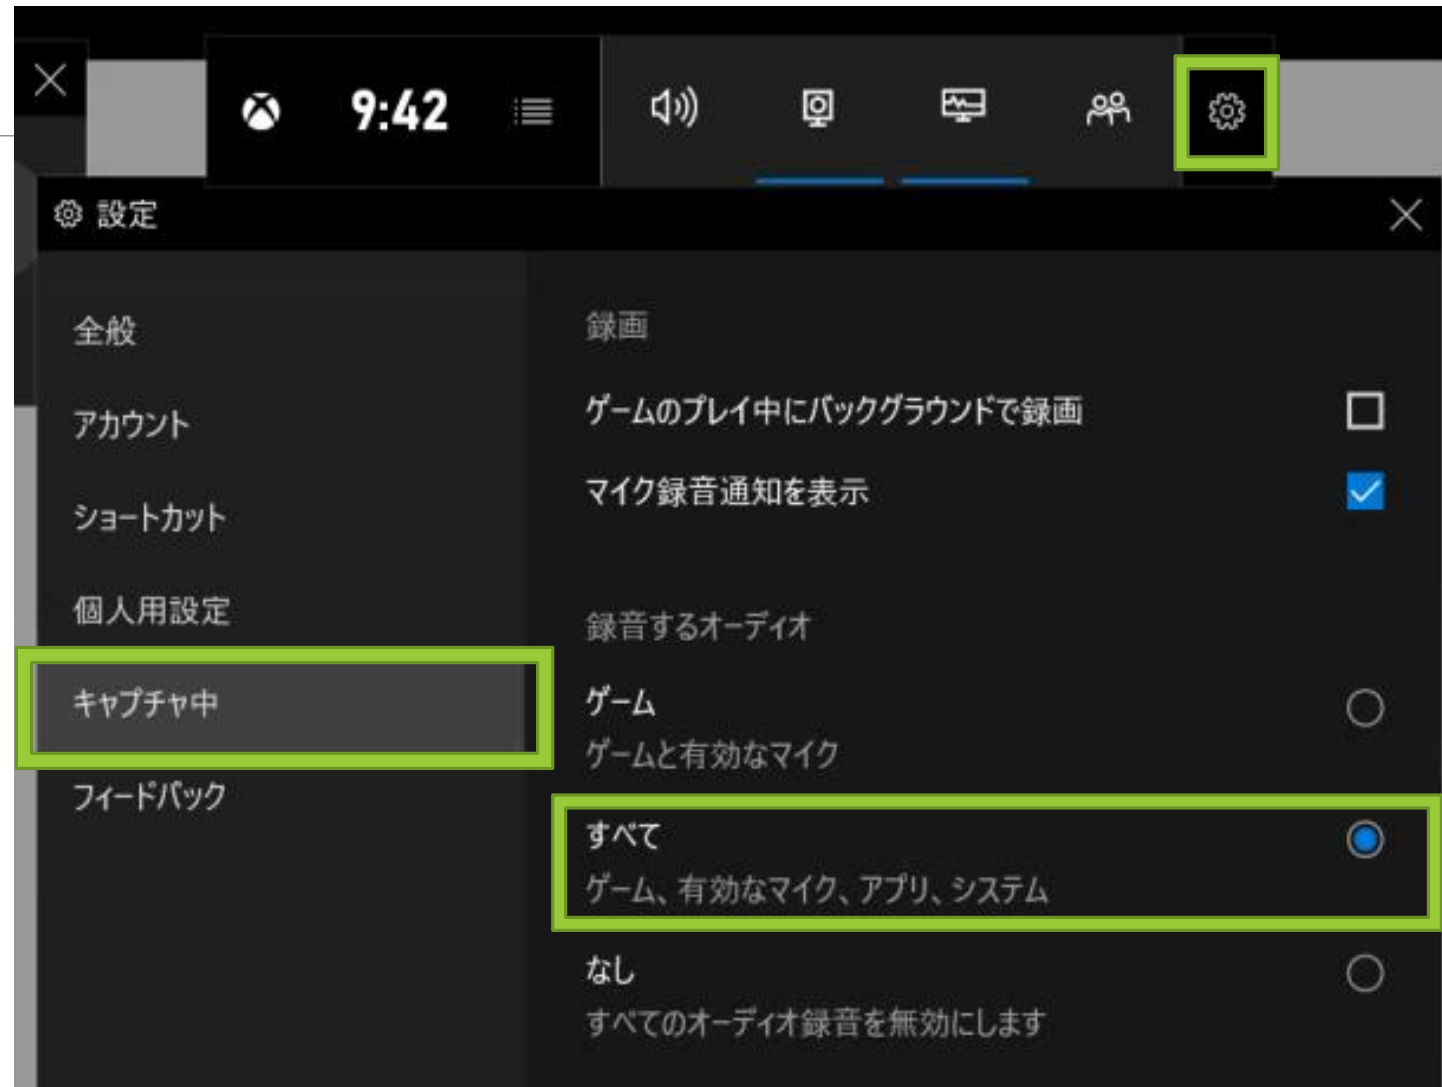 9:42
設定
全般
アカウント
ショートカット
個人用設定
キャプチャ中
フィードバック
録画
ゲームのプレイ中にバックグラウンドで録画
マイク録音通知を表示
録音するオーディオ
ゲーム
ゲームと有効なマイク
すべて
ゲーム、有効なマイク、アプリ、システム
なし
すべてのオーディオ録音を無効にします